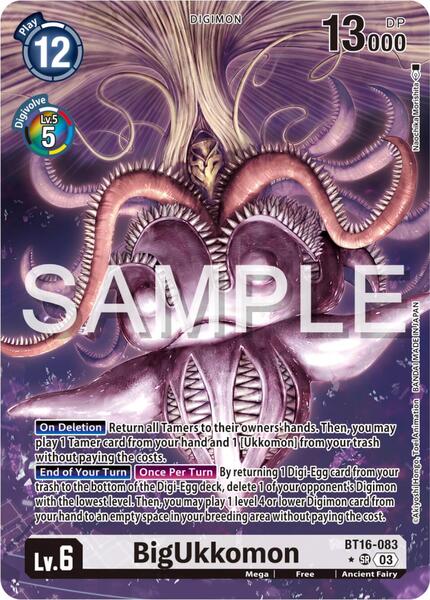 DIGIMON
Play
12
DP
13000
Digivolve
Lv.5
5
Naochika Morishita
SAMPLE
©Akiyoshi Hongo, Toei Animation BANDAI MADE IN JAPAN
On Deletion Return all Tamers to their owners' hands. Then, you may
play 1 Tamer card from your hand and 1 [Ukkomon] from your trash
without paying the costs.
End of Your Turn Once Per Turn By returning 1 Digi-Egg card from your
trash to the bottom of the Digi-Egg deck, delete 1 of your opponent's Digimon
with the lowest level. Then, you may play 1 level 4 or lower Digimon card from
your hand to an empty space in your breeding area without paying the cost.
BT16-083
Lv.6
BigUkkomon
SR 03
Mega Free Ancient Fairy